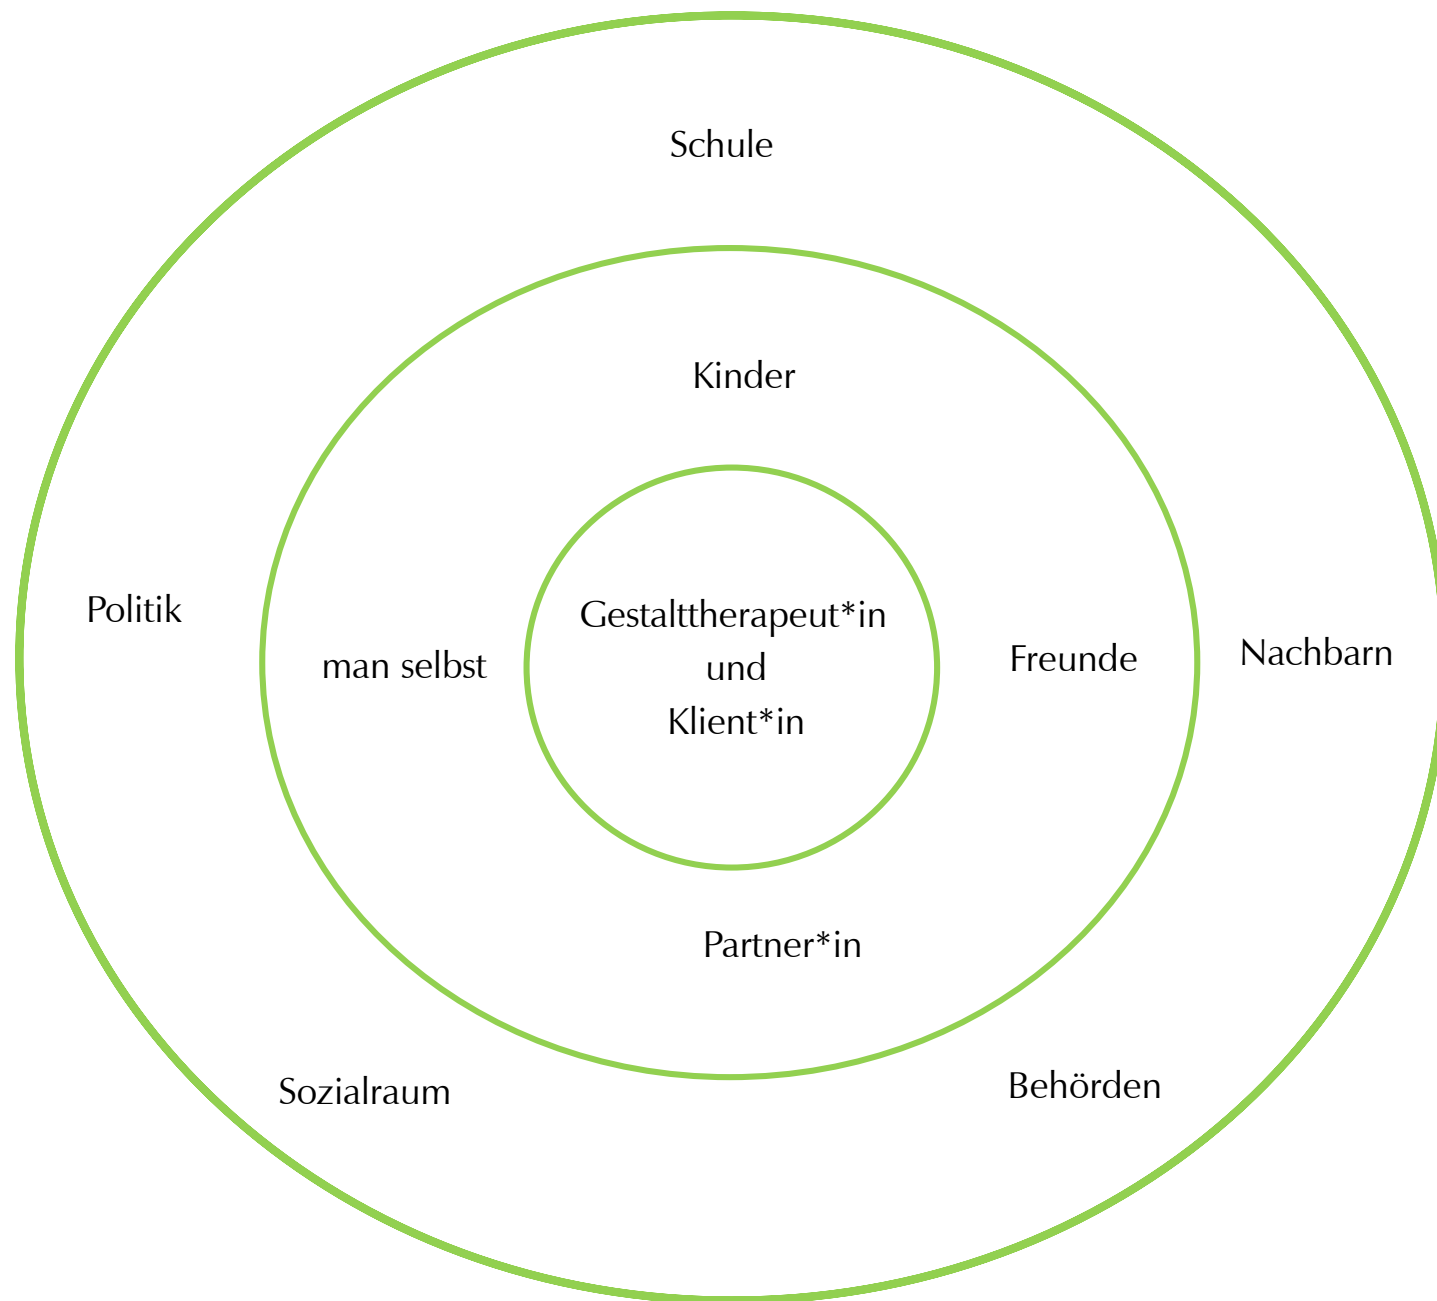 Schule
Kinder
Politik
man selbst
Gestalttherapeut*in
und
Klient*in
Freunde
Nachbarn
Partner*in
Sozialraum
Behörden